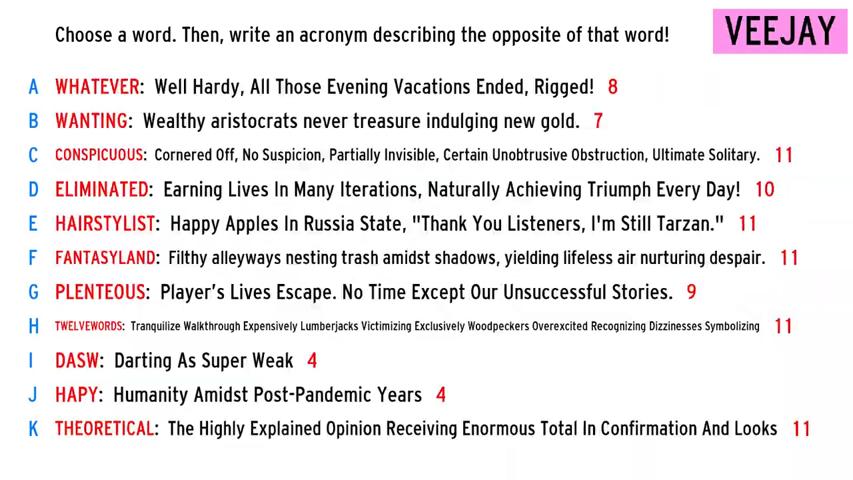 Choose a word. Then, write an acronym describing the opposite of that word!
VEEJAY
A WHATEVER: Well Hardy, All Those Evening Vacations Ended, Rigged! 8
B WANTING: Wealthy aristocrats never treasure indulging new gold. 7
C CONSPICUOUS: Cornered Off, No Suspicion, Partially Invisible, Certain Unobtrusive Obstruction, Ultimate Solitary. 11
D ELIMINATED: Earning Lives In Many Iterations, Naturally Achieving Triumph Every Day! 10
E HAIRSTYLIST: Happy Apples In Russia State, "Thank You Listeners, I'm Still Tarzan." 11
F FANTASYLAND: Filthy alleyways nesting trash amidst shadows, yielding lifeless air nurturing despair. 11
G PLENTEOUS: Player's Lives Escape. No Time Except Our Unsuccessful Stories. 9
H TWELVEWORDS: Tranquilize Walkthrough Expensively Lumberjacks Victimizing Exclusively Woodpeckers Overexcited Recognizing Dizzinesses Symbolizing 11
I DASW: Darting As Super Weak 4
J HAPY: Humanity Amidst Post-Pandemic Years 4
K THEORETICAL: The Highly Explained Opinion Receiving Enormous Total In Confirmation And Looks 11